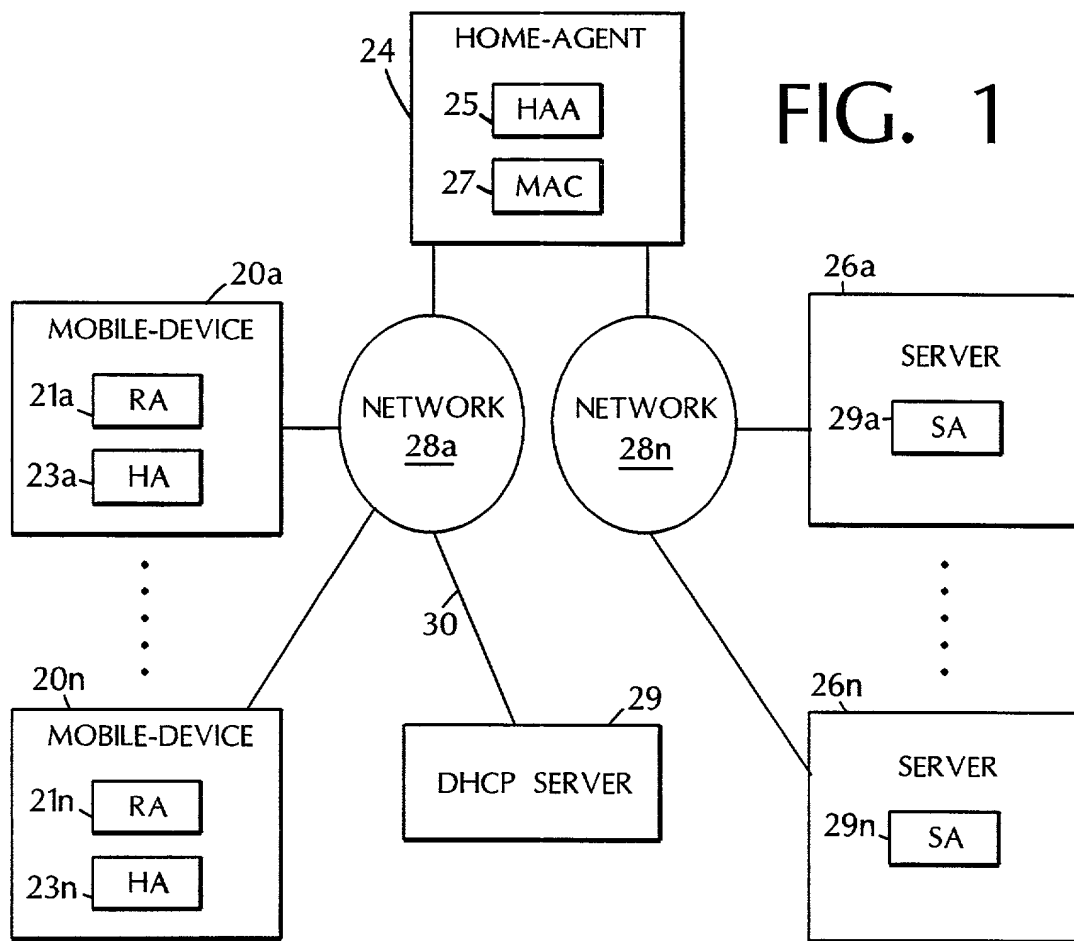 HOME-AGENT
24
25
HAA
27
MAC
FIG. 1
20a
MOBILE-DEVICE
21a
RA
23a
HA
NETWORK
28a
NETWORK
28n
26a
SERVER
29a
SA
30
20n
MOBILE-DEVICE
21n
RA
23n
HA
29
DHCP SERVER
26n
SERVER
29n
SA